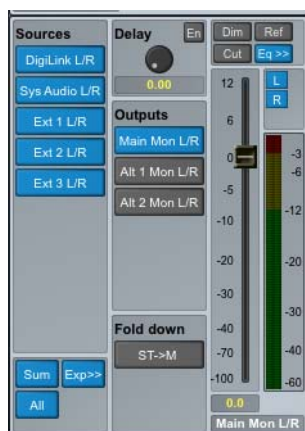 Sources
DigiLink L/R
Sys Audio L/R
Ext 1 L/R
Ext 2 L/R
Ext 3 L/R
Sum Exp>>
All
Delay En
0.00
Outputs
Main Mon L/R
Alt 1 Mon L/R
Alt 2 Mon L/R
Fold down
ST->M
Dim Ref
Cut Eq >>
12
6
0
-5
-10
-20
-30
-40
-70
-100
0.0
L
R
-3
-6
-12
-20
-30
-40
-60
Main Mon L/R